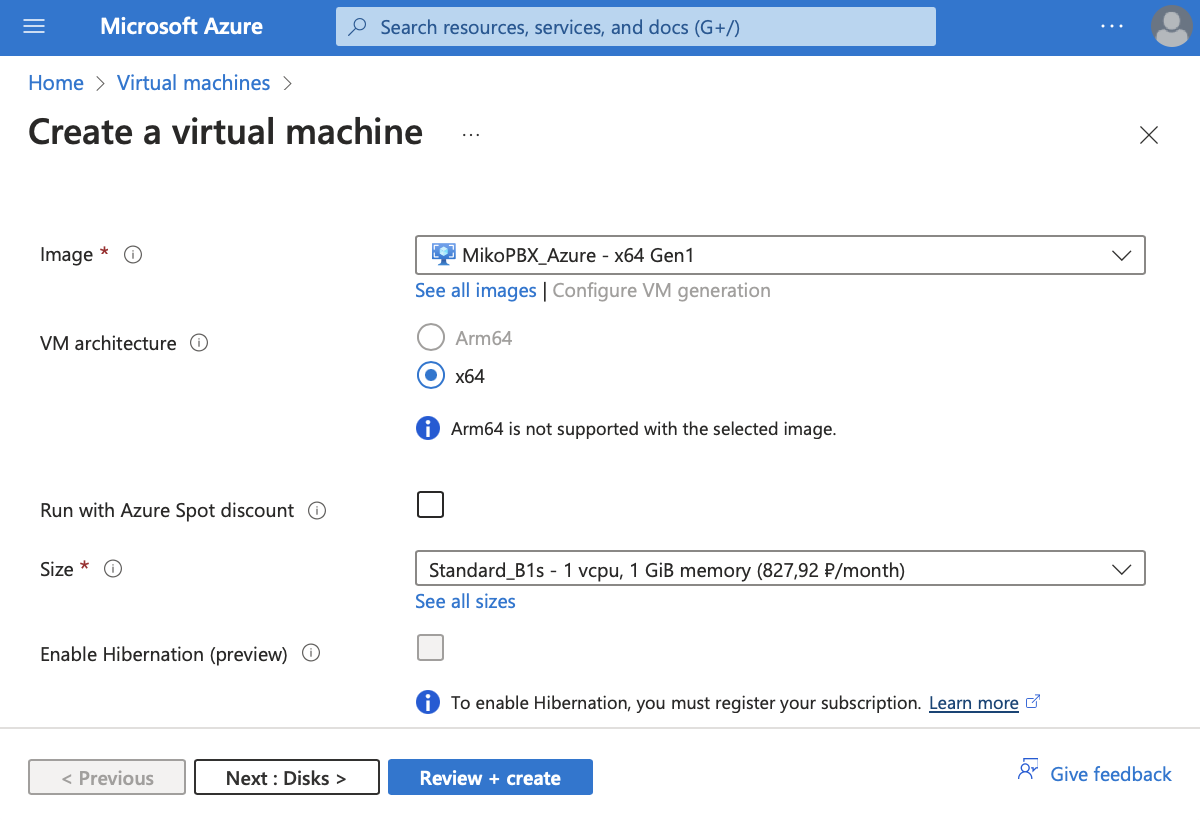 Microsoft Azure
Search resources, services, and docs (G+/)
Home > Virtual machines >
Create a virtual machine ...
Image *
MikoPBX_Azure - x64 Gen1
See all images | Configure VM generation
VM architecture
Arm64
x64
Arm64 is not supported with the selected image.
Run with Azure Spot discount
Size *
Standard_B1s - 1 vcpu, 1 GiB memory (827,92 ₽/month)
See all sizes
Enable Hibernation (preview)
To enable Hibernation, you must register your subscription. Learn more
< Previous
Next : Disks >
Review + create
Give feedback